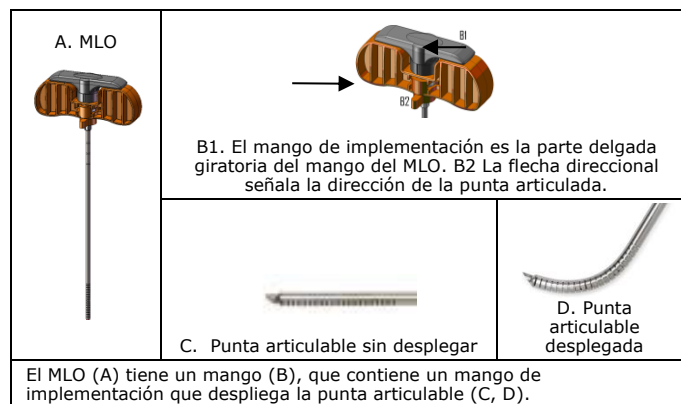 A. MLO
B1
B2
B1. El mango de implementación es la parte delgada
giratoria del mango del MLO. B2 La flecha direccional
señala la dirección de la punta articulada.
C. Punta articulable sin desplegar
D. Punta
articulable
desplegada
El MLO (A) tiene un mango (B), que contiene un mango de
implementación que despliega la punta articulable (C, D).